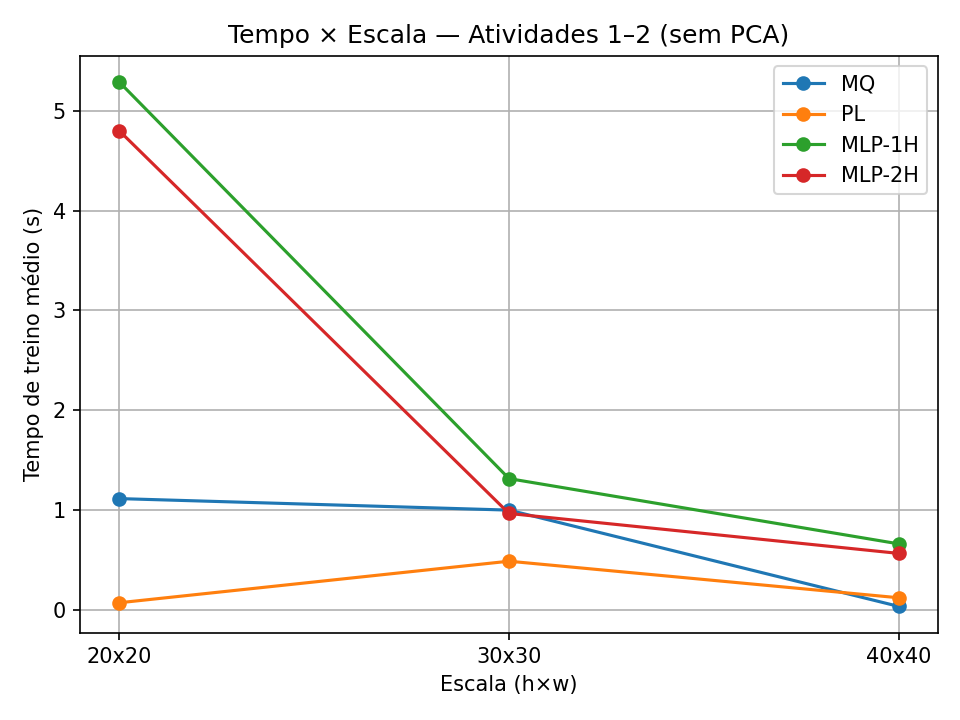 Tempo × Escala — Atividades 1–2 (sem PCA)
MQ
PL
MLP-1H
MLP-2H
Tempo de treino médio (s)
5
4
3
2
1
0
20x20
30x30
40x40
Escala (h×w)